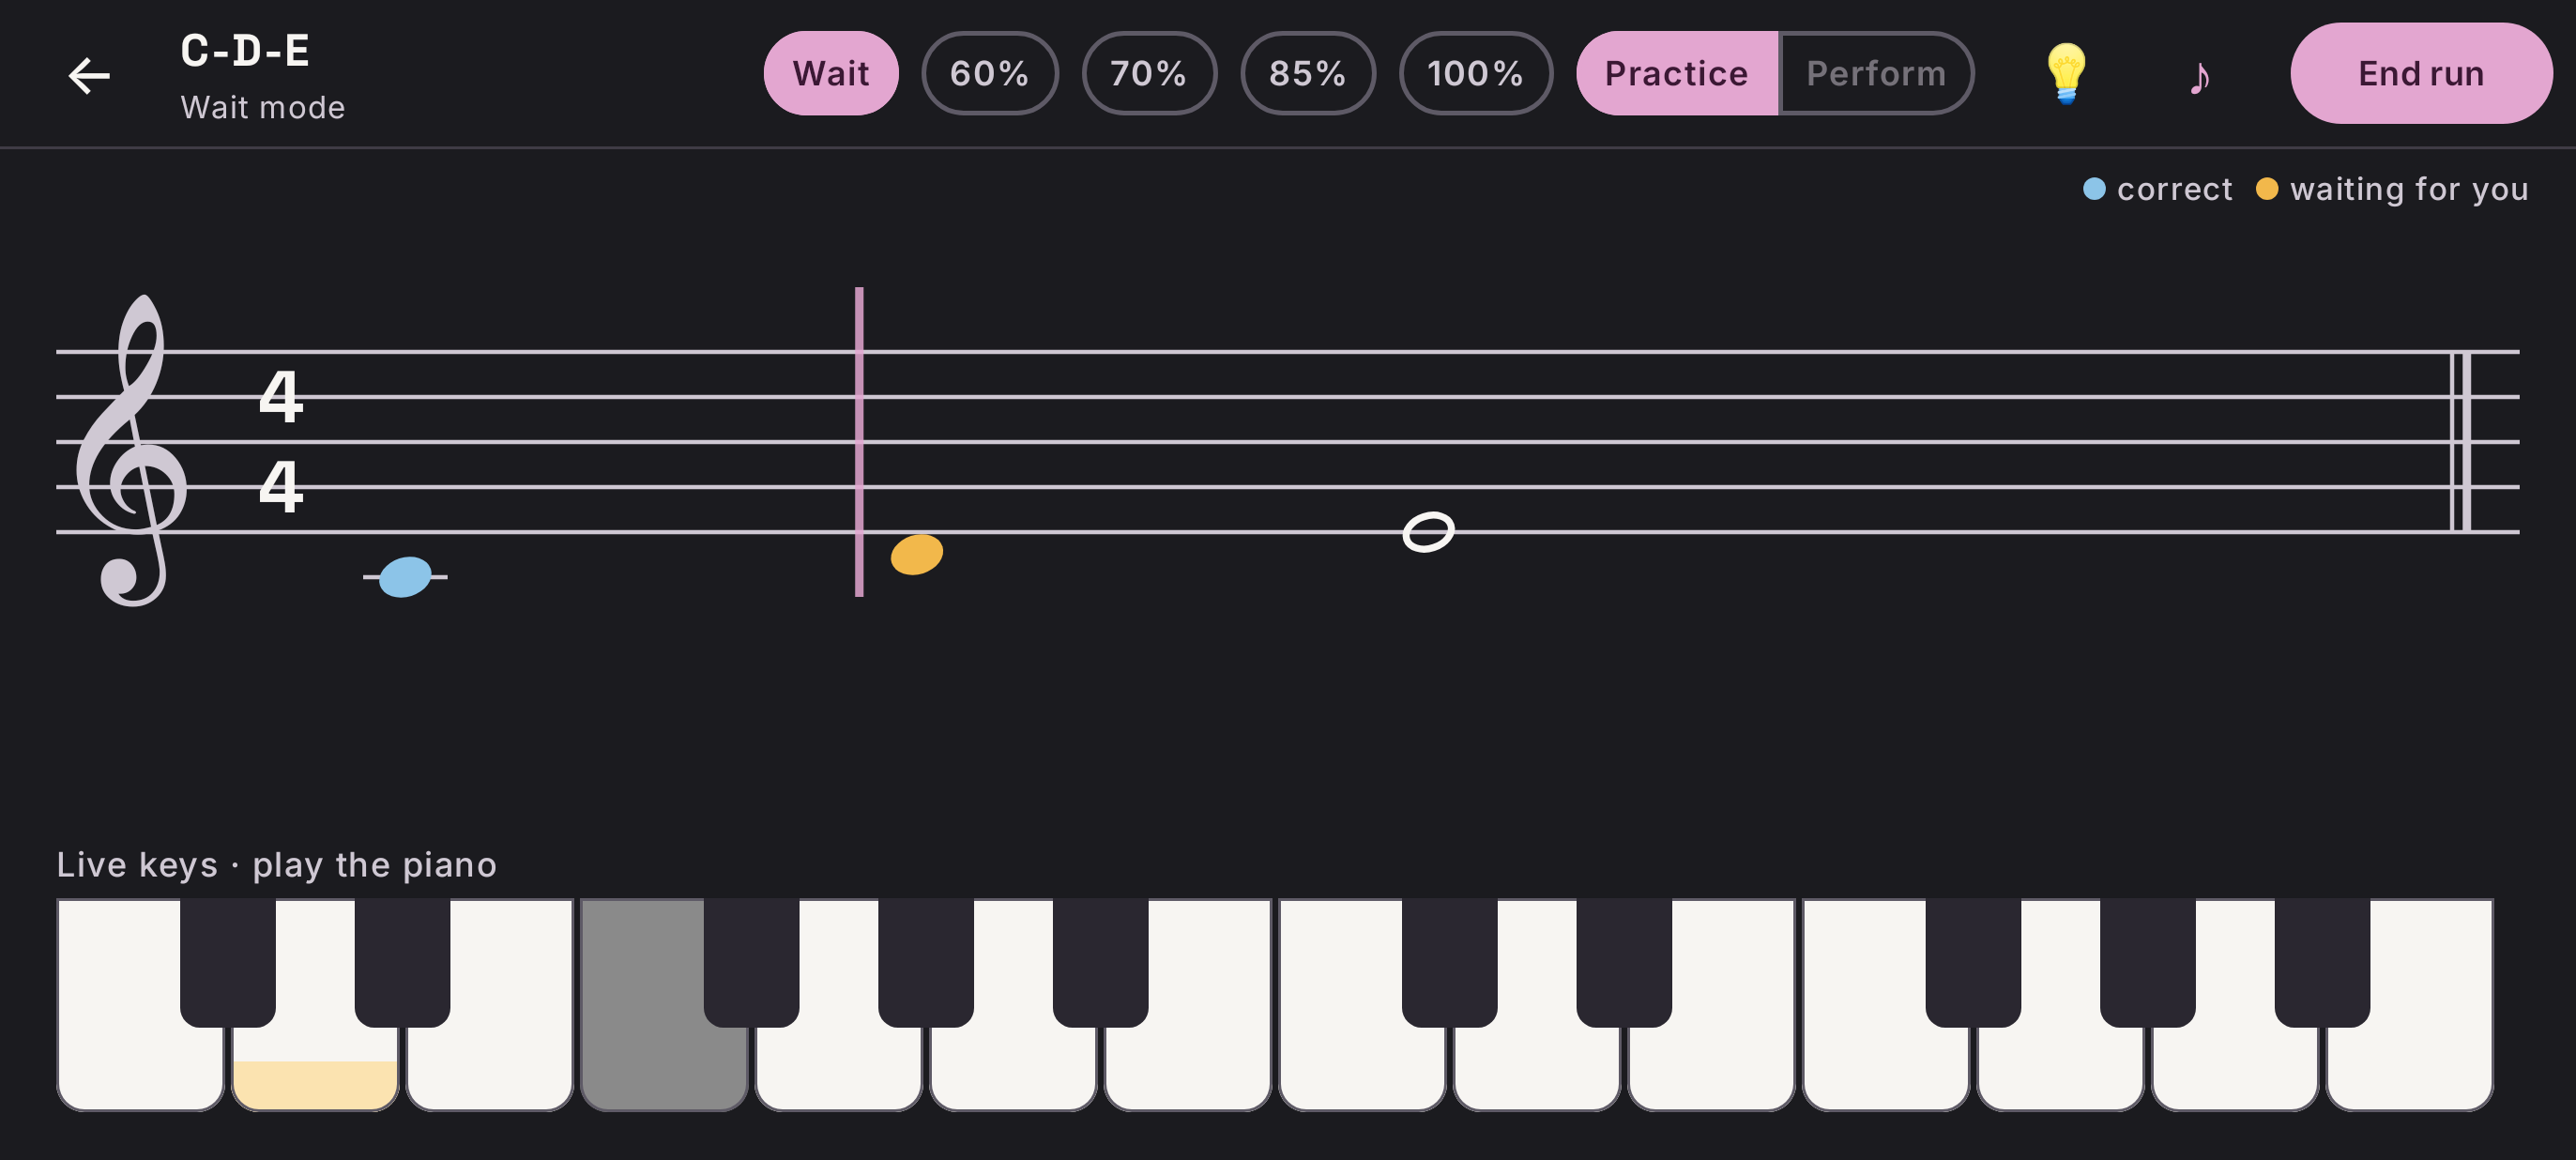 C-D-E
Wait mode
Wait
60%
70%
85%
100%
Practice
Perform
End run
correct
waiting for you
4
4
Live keys · play the piano